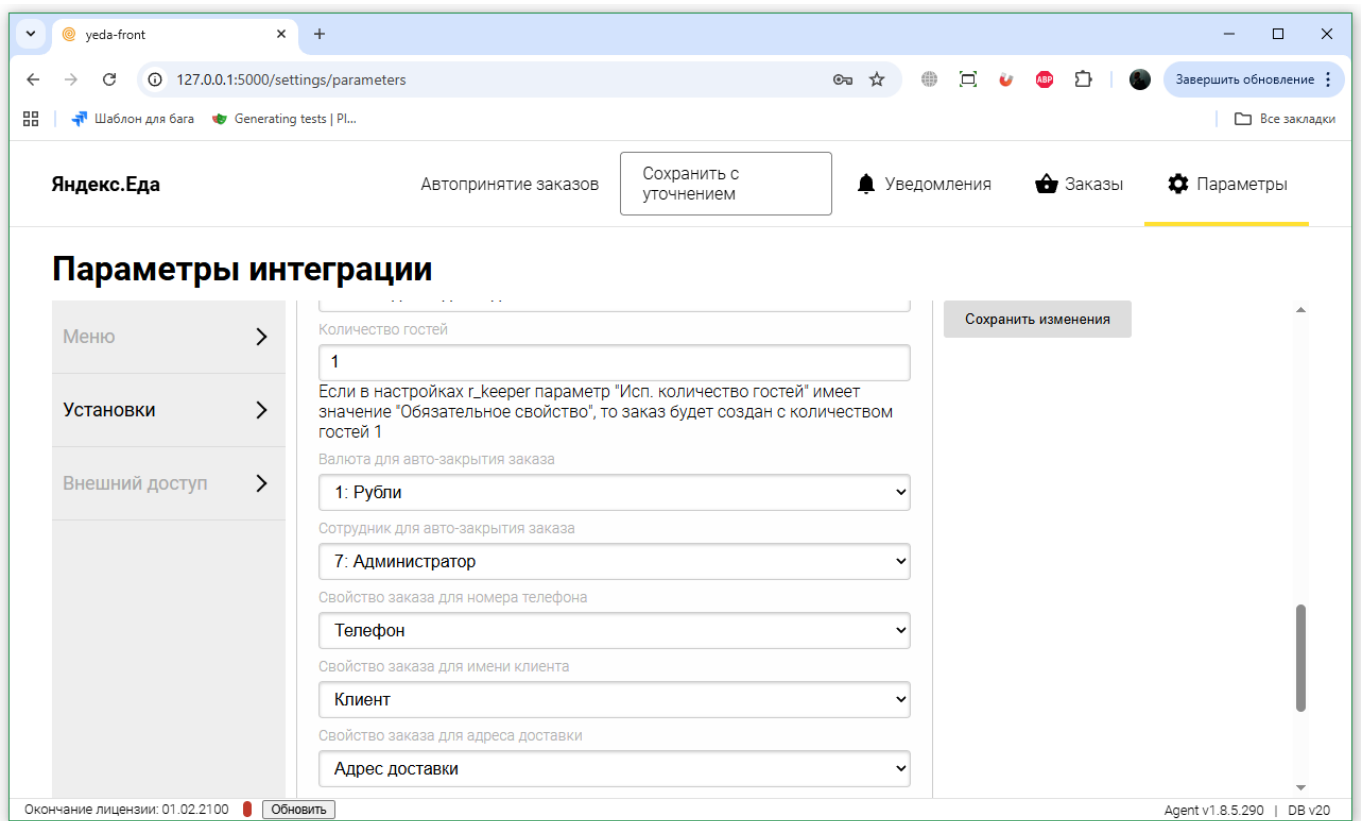 yeda-front
127.0.0.1:5000/settings/parameters
ABP
Завершить обновление
Шаблон для бага
Generating tests | Pl...
Все закладки
Яндекс.Еда
Автопринятие заказов
Сохранить с
уточнением
Уведомления
Заказы
Параметры
Параметры интеграции
Меню
Установки
Внешний доступ
Количество гостей
1
Если в настройках r_keeper параметр "Исп. количество гостей" имеет
значение "Обязательное свойство", то заказ будет создан с количеством
гостей 1
Валюта для авто-закрытия заказа
1: Рубли
Сотрудник для авто-закрытия заказа
7: Администратор
Свойство заказа для номера телефона
Телефон
Свойство заказа для имени клиента
Клиент
Свойство заказа для адреса доставки
Адрес доставки
Сохранить изменения
Окончание лицензии: 01.02.2100
Обновить
Agent v1.8.5.290 | DB v20